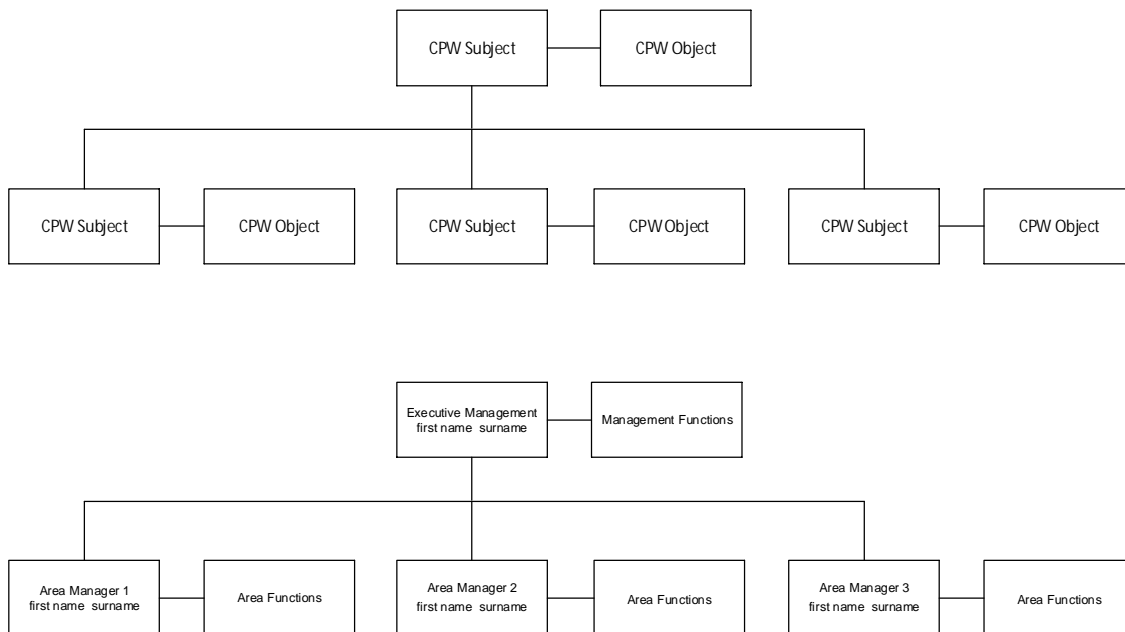 CPW Subject
CPW Object
CPW Subject
CPW Object
CPW Subject
CPW Object
CPW Subject
CPW Object
Executive Management
first name surname
Management Functions
Area Manager 1
first name surname
Area Functions
Area Manager 2
first name surname
Area Functions
Area Manager 3
first name surname
Area Functions